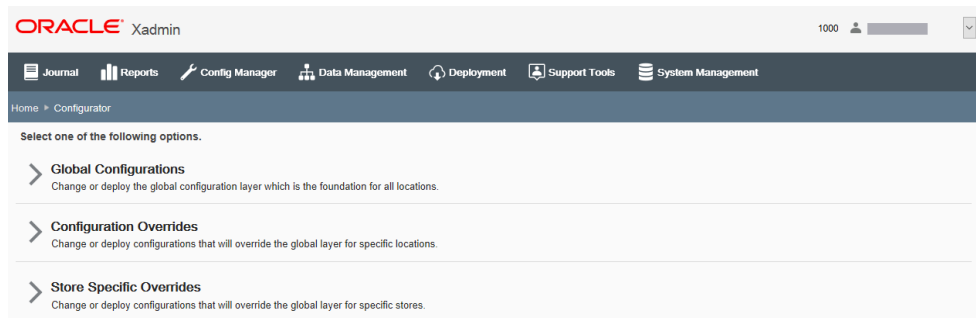 ORACLE Xadmin 1000
Journal Reports Config Manager Data Management Deployment Support Tools System Management
Home Configurator
Select one of the following options.
Global Configurations
Change or deploy the global configuration layer which is the foundation for all locations.
Configuration Overrides
Change or deploy configurations that will override the global layer for specific locations.
Store Specific Overrides
Change or deploy configurations that will override the global layer for specific stores.